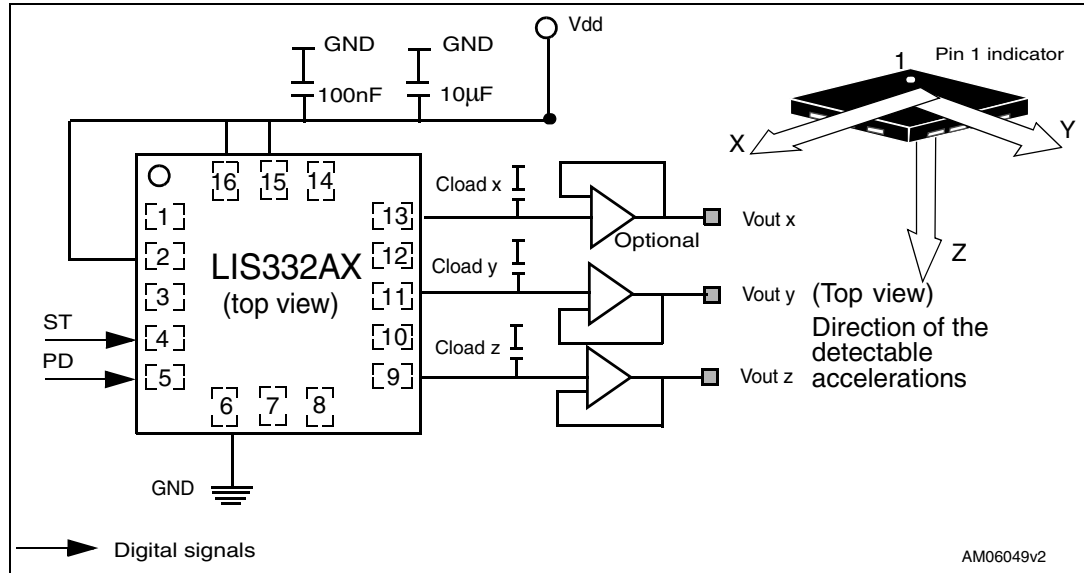 Vdd
GND
GND
100nF
10µF
1
Pin 1 indicator
X
Y
Z
16
15
14
1
2
3
4
5
13
12
11
10
9
6
7
8
LIS332AX
(top view)
Cload x
Optional
Vout x
Cload y
Vout y
Cload z
Vout z
ST
PD
(Top view)
Direction of the
detectable
accelerations
GND
Digital signals
AM06049v2